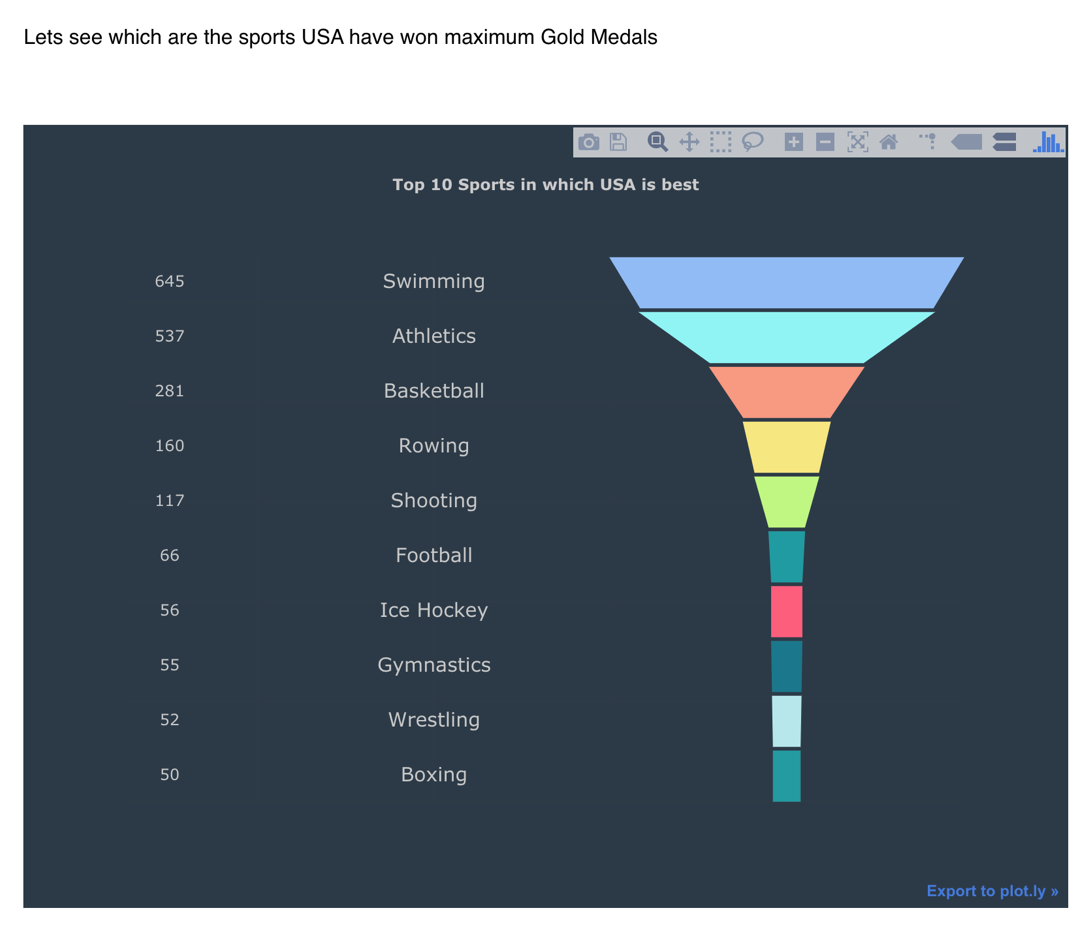 Lets see which are the sports USA have won maximum Gold Medals
Top 10 Sports in which USA is best
645 Swimming
537 Athletics
281 Basketball
160 Rowing
117 Shooting
66 Football
56 Ice Hockey
55 Gymnastics
52 Wrestling
50 Boxing
Export to plot.ly »